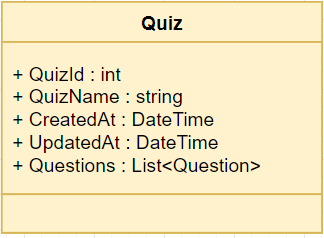 Quiz
+ QuizId : int
+ QuizName : string
+ CreatedAt : DateTime
+ UpdatedAt : DateTime
+ Questions : List<Question>